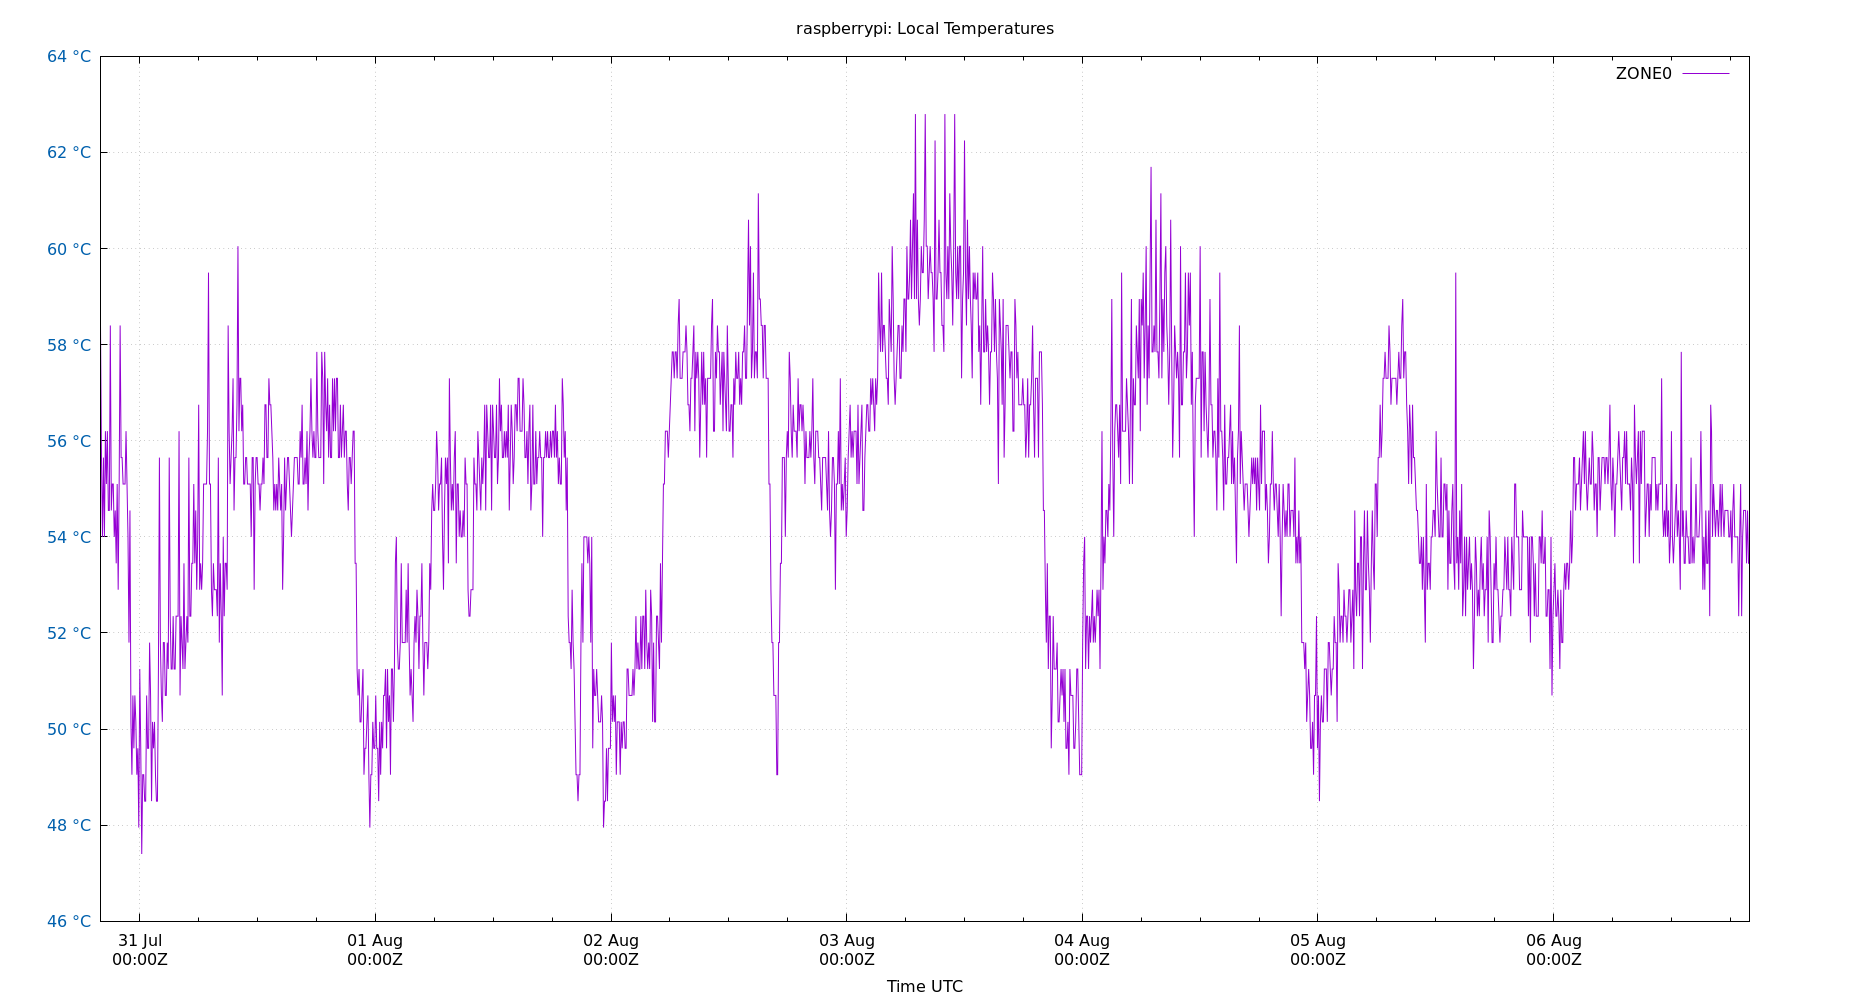 raspberrypi: Local Temperatures
64 °C
ZONE0
62 °C
60 °C
58 °C
56 °C
54 °C
52 °C
50 °C
48 °C
46 °C
31 Jul 01 Aug 02 Aug 03 Aug 04 Aug 05 Aug 06 Aug
00:00Z 00:00Z 00:00Z 00:00Z 00:00Z 00:00Z 00:00Z
Time UTC